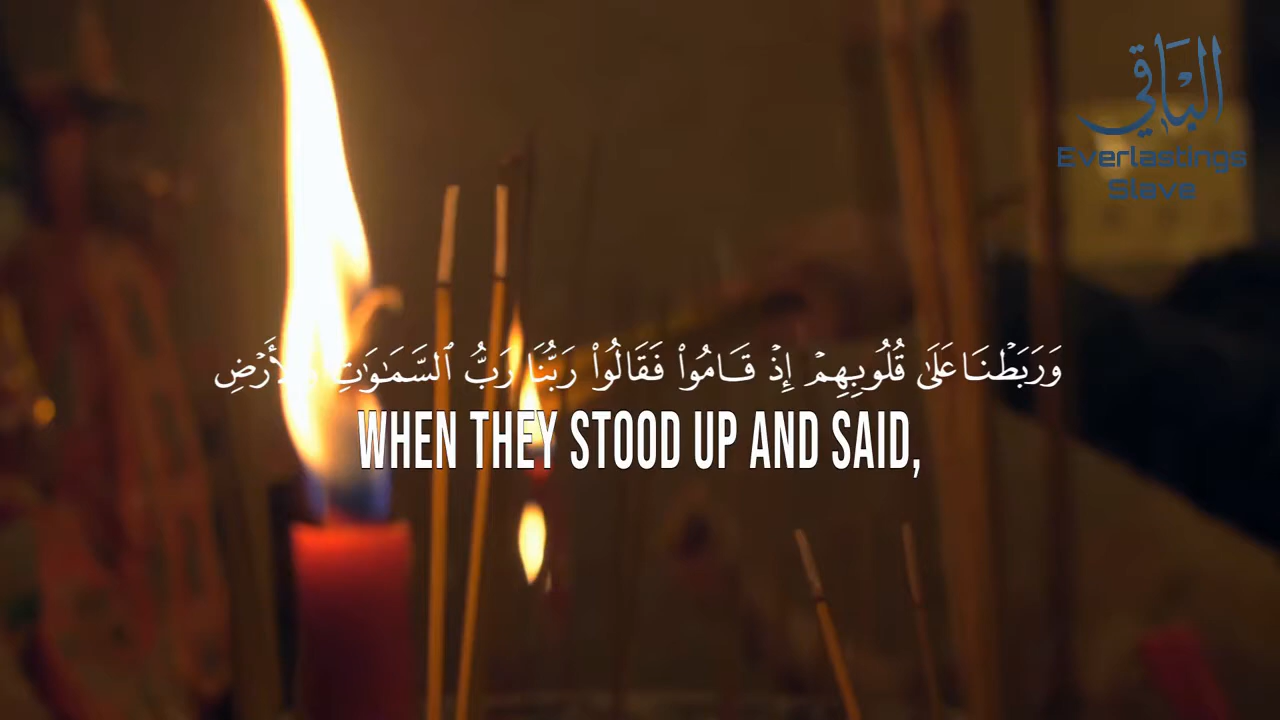 الباقي
Everlastings
Slave
وَرَبَطْنَا عَلَىٰ قُلُوبِهِمْ إِذْ قَامُوا۟ فَقَالُوا۟ رَبُّنَا رَبُّ ٱلسَّمَـٰوَٰتِ وَٱلْأَرْضِ
WHEN THEY STOOD UP AND SAID,